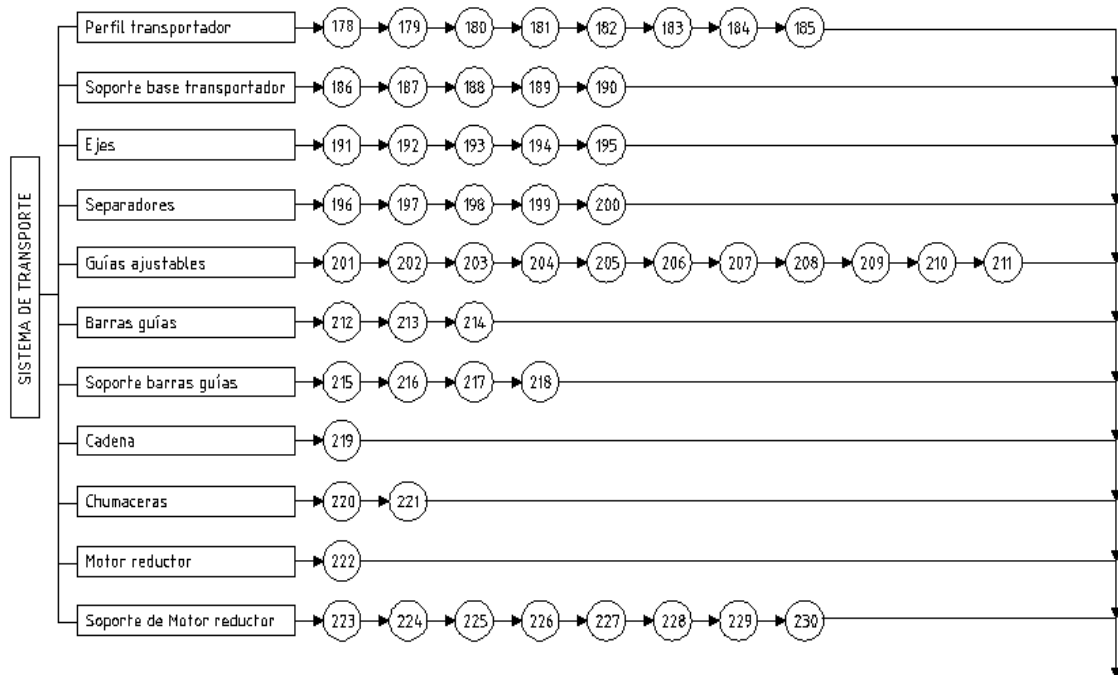 Perfil transportador 178 179 180 181 182 183 184 185
Soporte base transportador 186 187 188 189 190
Ejes 191 192 193 194 195
Separadores 196 197 198 199 200
Guías ajustables 201 202 203 204 205 206 207 208 209 210 211
SISTEMA DE TRANSPORTE
Barras guías 212 213 214
Soporte barras guías 215 216 217 218
Cadena 219
Chumaceras 220 221
Motor reductor 222
Soporte de Motor reductor 223 224 225 226 227 228 229 230